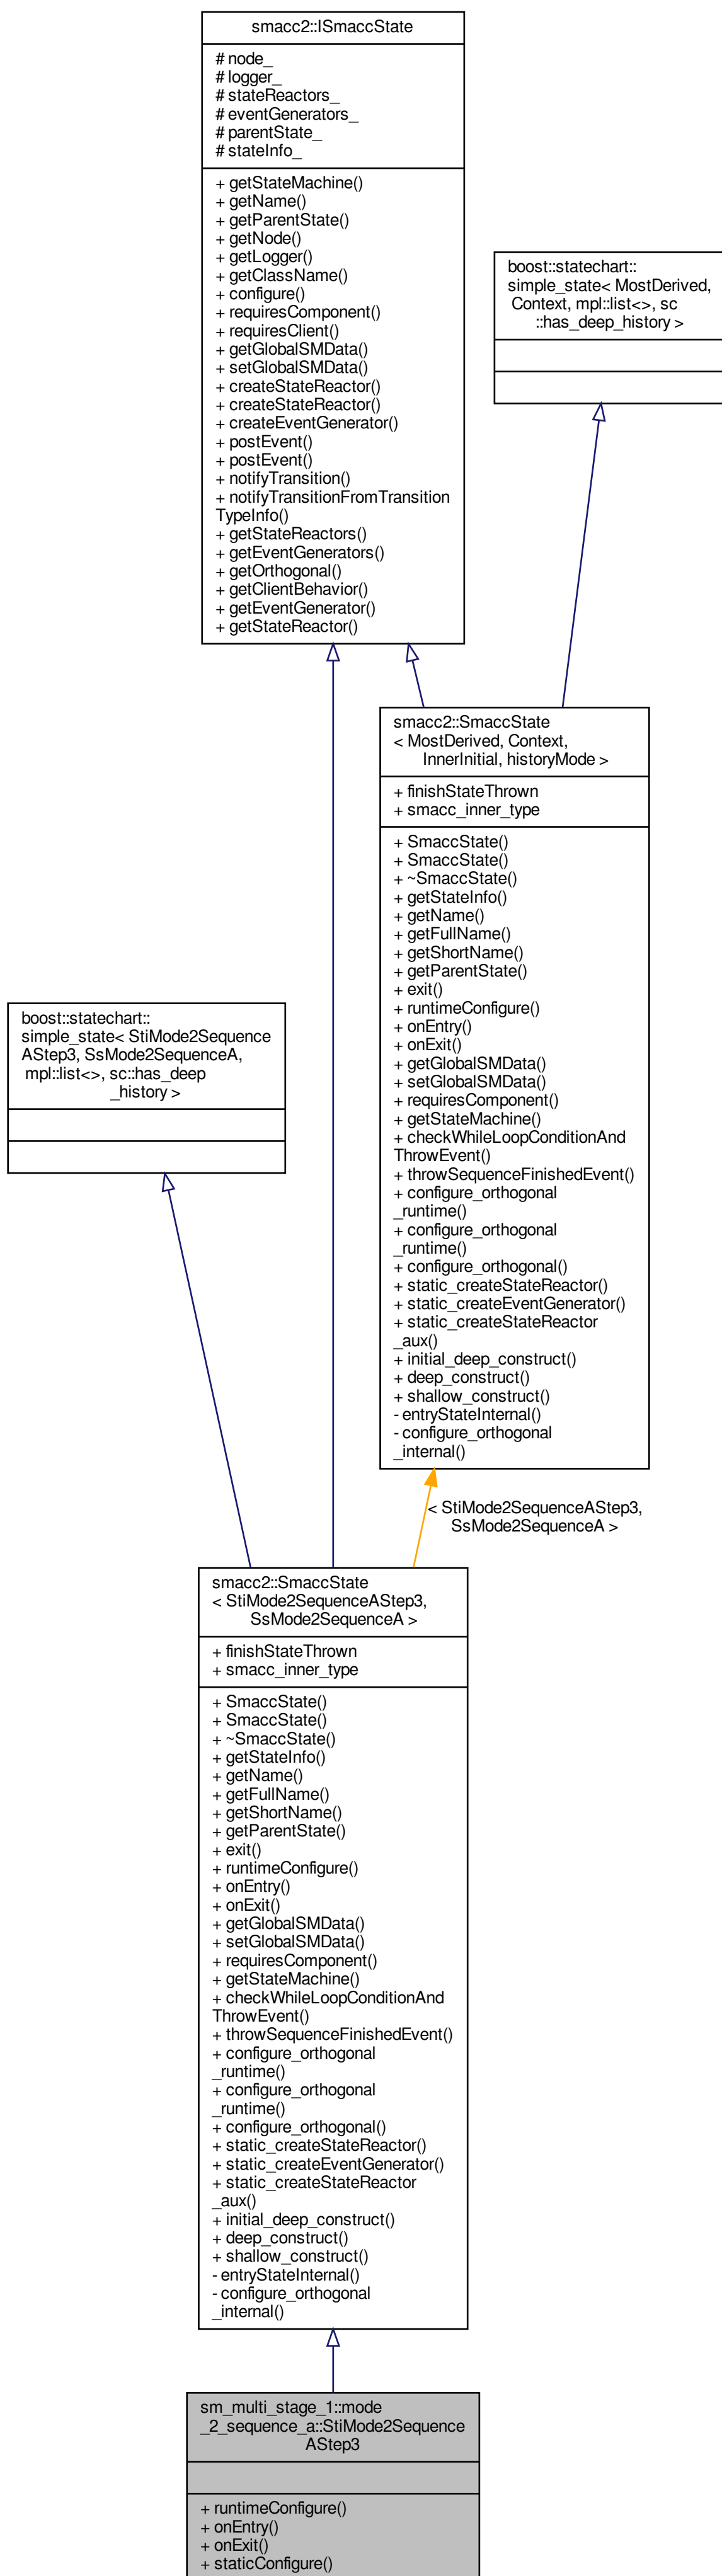 smacc2::ISmaccState
# node_
# logger_
# stateReactors_
# eventGenerators_
# parentState_
# stateInfo_
+ getStateMachine()
+ getName()
+ getParentState()
+ getNode()
+ getLogger()
+ getClassName()
+ configure()
+ requiresComponent()
+ requiresClient()
+ getGlobalSMData()
+ setGlobalSMData()
+ createStateReactor()
+ createStateReactor()
+ createEventGenerator()
+ postEvent()
+ postEvent()
+ notifyTransition()
+ notifyTransitionFromTransition
TypeInfo()
+ getStateReactors()
+ getEventGenerators()
+ getOrthogonal()
+ getClientBehavior()
+ getEventGenerator()
+ getStateReactor()
boost::statechart::
simple_state< MostDerived,
Context, mpl::list<>, sc
::has_deep_history >
smacc2::SmaccState
< MostDerived, Context,
InnerInitial, historyMode >
+ finishStateThrown
+ smacc_inner_type
+ SmaccState()
+ SmaccState()
+ ~SmaccState()
+ getStateInfo()
+ getName()
+ getFullName()
+ getShortName()
+ getParentState()
+ exit()
+ runtimeConfigure()
+ onEntry()
+ onExit()
+ getGlobalSMData()
+ setGlobalSMData()
+ requiresComponent()
+ getStateMachine()
+ checkWhileLoopConditionAnd
ThrowEvent()
+ throwSequenceFinishedEvent()
+ configure_orthogonal
_runtime()
+ configure_orthogonal
_runtime()
+ configure_orthogonal()
+ static_createStateReactor()
+ static_createEventGenerator()
+ static_createStateReactor
_aux()
+ initial_deep_construct()
+ deep_construct()
+ shallow_construct()
- entryStateInternal()
- configure_orthogonal
_internal()
boost::statechart::
simple_state< StiMode2Sequence
AStep3, SsMode2SequenceA,
mpl::list<>, sc::has_deep
_history >
< StiMode2SequenceAStep3,
SsMode2SequenceA >
smacc2::SmaccState
< StiMode2SequenceAStep3,
SsMode2SequenceA >
+ finishStateThrown
+ smacc_inner_type
+ SmaccState()
+ SmaccState()
+ ~SmaccState()
+ getStateInfo()
+ getName()
+ getFullName()
+ getShortName()
+ getParentState()
+ exit()
+ runtimeConfigure()
+ onEntry()
+ onExit()
+ getGlobalSMData()
+ setGlobalSMData()
+ requiresComponent()
+ getStateMachine()
+ checkWhileLoopConditionAnd
ThrowEvent()
+ throwSequenceFinishedEvent()
+ configure_orthogonal
_runtime()
+ configure_orthogonal
_runtime()
+ configure_orthogonal()
+ static_createStateReactor()
+ static_createEventGenerator()
+ static_createStateReactor
_aux()
+ initial_deep_construct()
+ deep_construct()
+ shallow_construct()
- entryStateInternal()
- configure_orthogonal
_internal()
sm_multi_stage_1::mode
_2_sequence_a::StiMode2Sequence
AStep3
+ runtimeConfigure()
+ onEntry()
+ onExit()
+ staticConfigure()